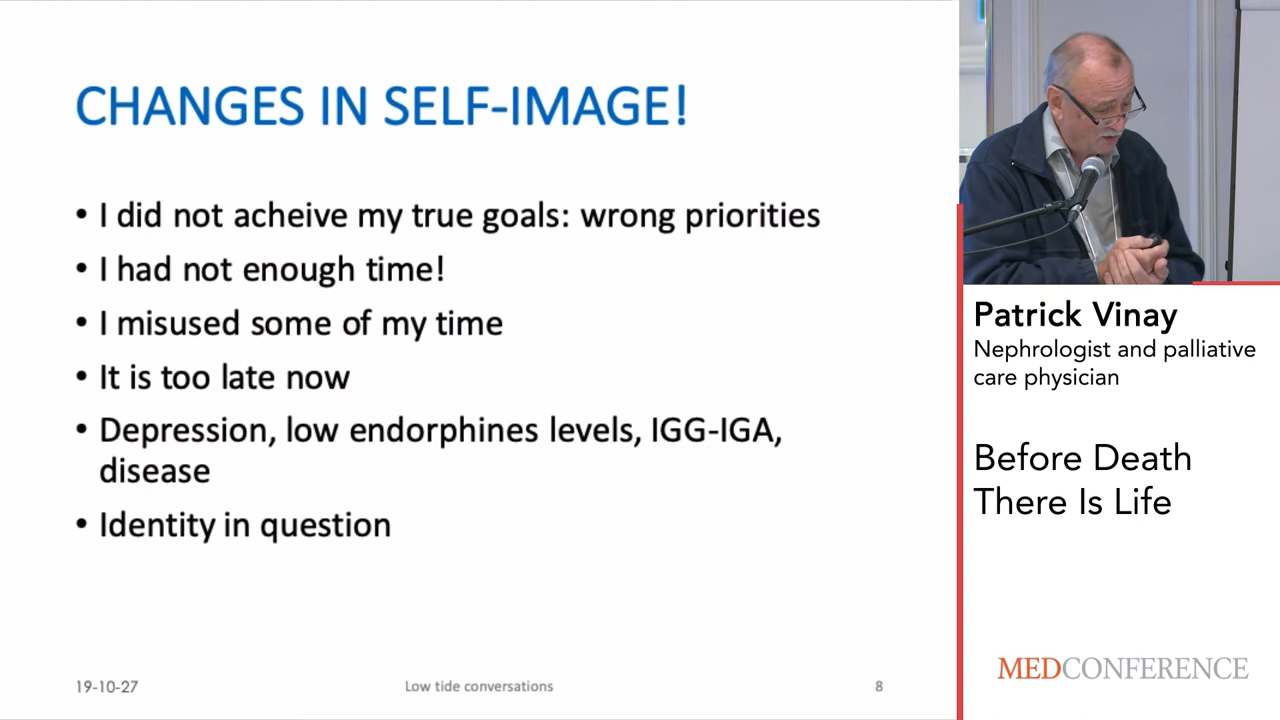 CHANGES IN SELF-IMAGE!
• I did not acheive my true goals: wrong priorities
• I had not enough time!
• I misused some of my time
• It is too late now
• Depression, low endorphines levels, IGG-IGA,
disease
• Identity in question
19-10-27
Low tide conversations
8
Patrick Vinay
Nephrologist and palliative
care physician
Before Death
There Is Life
MEDCONFERENCE